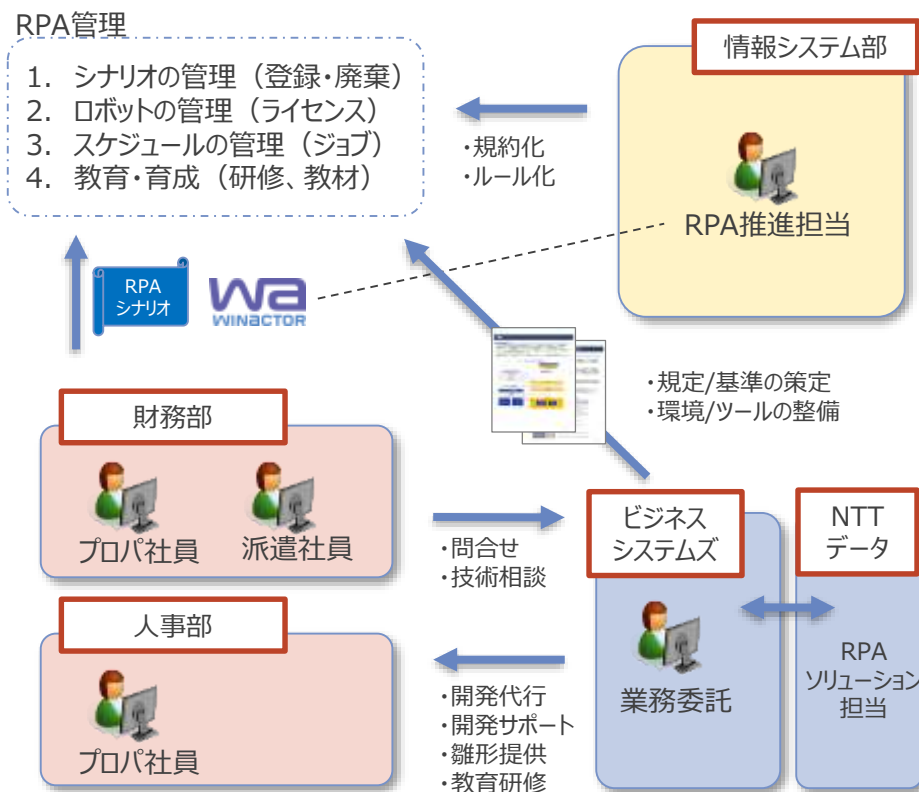 RPA管理
1. シナリオの管理（登録・廃棄）
2. ロボットの管理（ライセンス）
3. スケジュールの管理（ジョブ）
4. 教育・育成（研修、教材）
情報システム部
・規約化
・ルール化
RPA推進担当
RPA
シナリオ
wa
WINaCTOR
・規定/基準の策定
・環境/ツールの整備
財務部
プロパ社員
派遣社員
・問合せ
・技術相談
ビジネス
システムズ
NTT
データ
人事部
プロパ社員
・開発代行
・開発サポート
・雛形提供
・教育研修
業務委託
RPA
ソリューション
担当